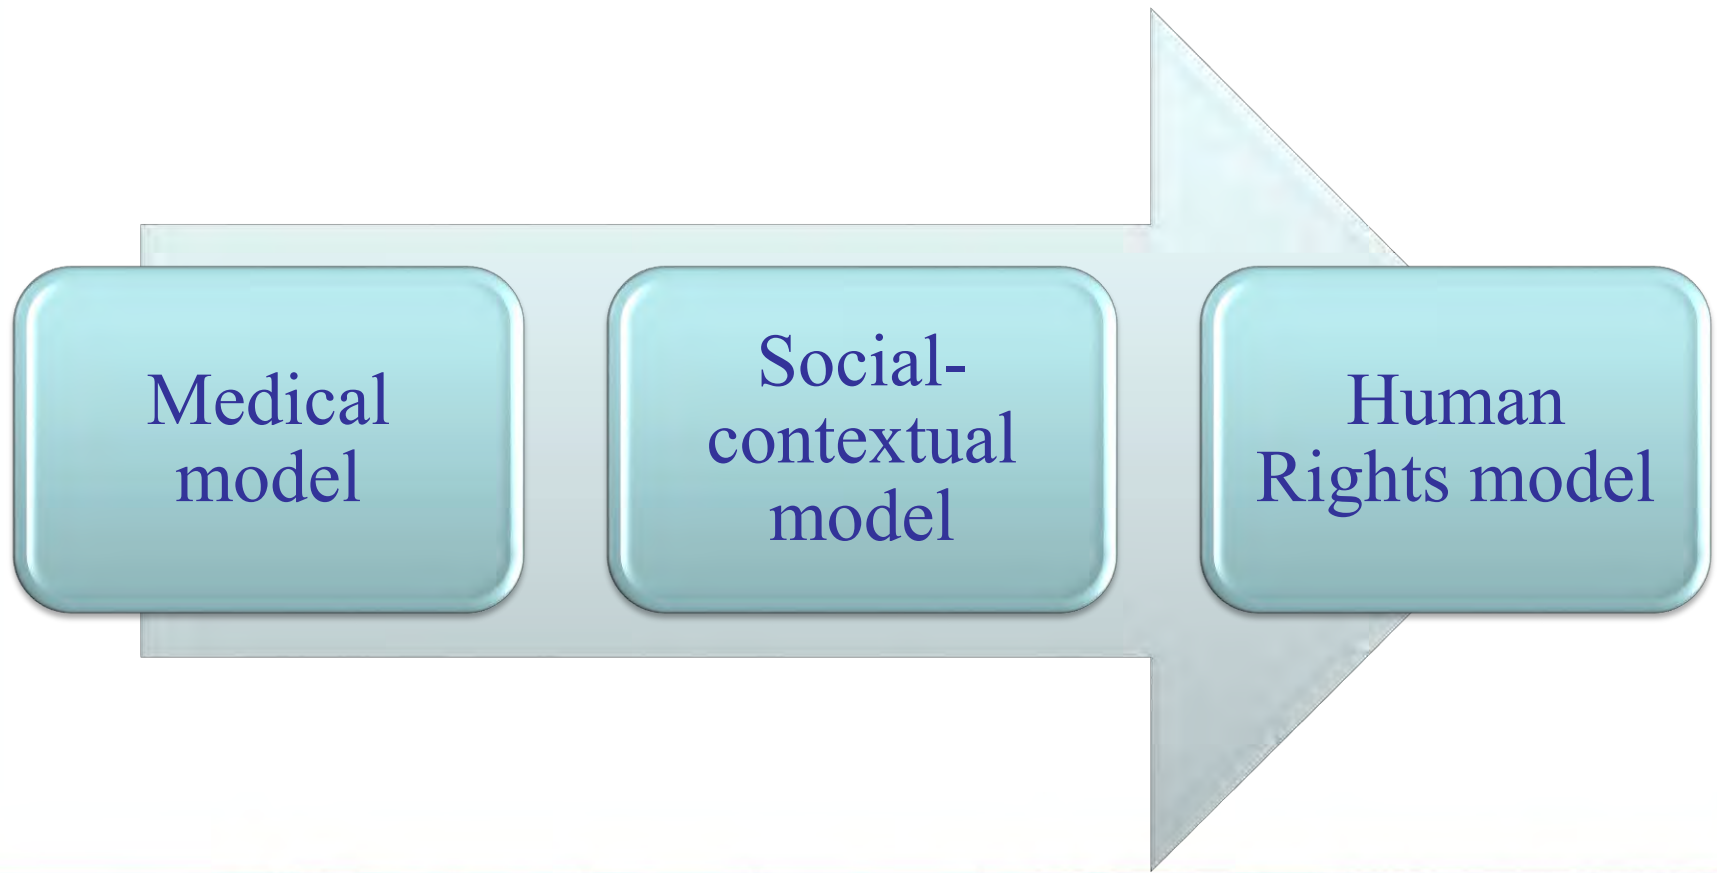 Medical
model
Social-
contextual
model
Human
Rights model